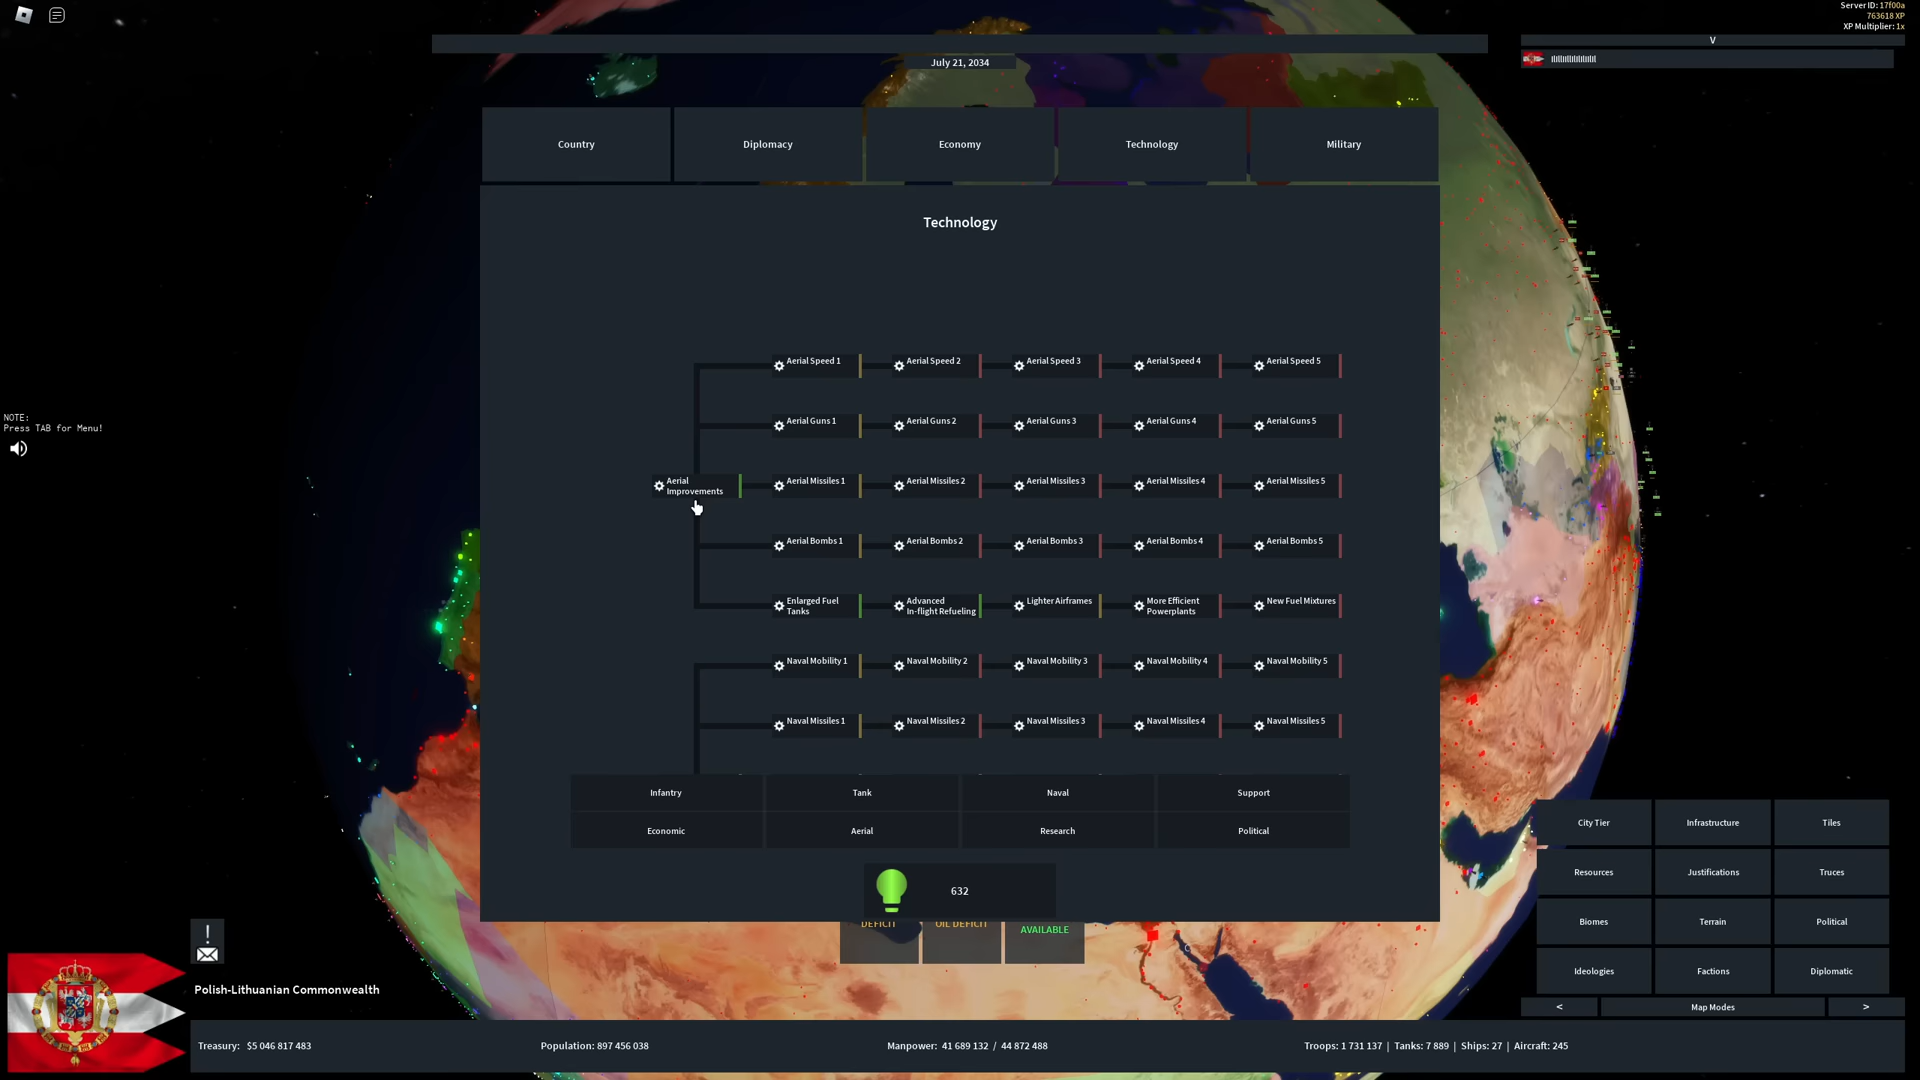 Server ID: 17f00a
763618 XP
XP Multiplier: 1x
V
July 21, 2034
Country
Diplomacy
Economy
Technology
Military
Technology
Aerial Speed 1
Aerial Speed 2
Aerial Speed 3
Aerial Speed 4
Aerial Speed 5
Aerial Guns 1
Aerial Guns 2
Aerial Guns 3
Aerial Guns 4
Aerial Guns 5
NOTE:
Press TAB for Menu!
Aerial
Improvements
Aerial Missiles 1
Aerial Missiles 2
Aerial Missiles 3
Aerial Missiles 4
Aerial Missiles 5
Aerial Bombs 1
Aerial Bombs 2
Aerial Bombs 3
Aerial Bombs 4
Aerial Bombs 5
Enlarged Fuel
Tanks
Advanced
In-flight Refueling
Lighter Airframes
More Efficient
Powerplants
New Fuel Mixtures
Naval Mobility 1
Naval Mobility 2
Naval Mobility 3
Naval Mobility 4
Naval Mobility 5
Naval Missiles 1
Naval Missiles 2
Naval Missiles 3
Naval Missiles 4
Naval Missiles 5
Infantry
Tank
Naval
Support
Economic
Aerial
Research
Political
632
DEFICIT
OIL DEFICIT
AVAILABLE
City Tier
Infrastructure
Tiles
Resources
Justifications
Truces
Biomes
Terrain
Political
Ideologies
Factions
Diplomatic
<
Map Modes
>
Polish-Lithuanian Commonwealth
Treasury: $5 046 817 483
Population: 897 456 038
Manpower: 41 689 132 / 44 872 488
Troops: 1 731 137 | Tanks: 7 889 | Ships: 27 | Aircraft: 245